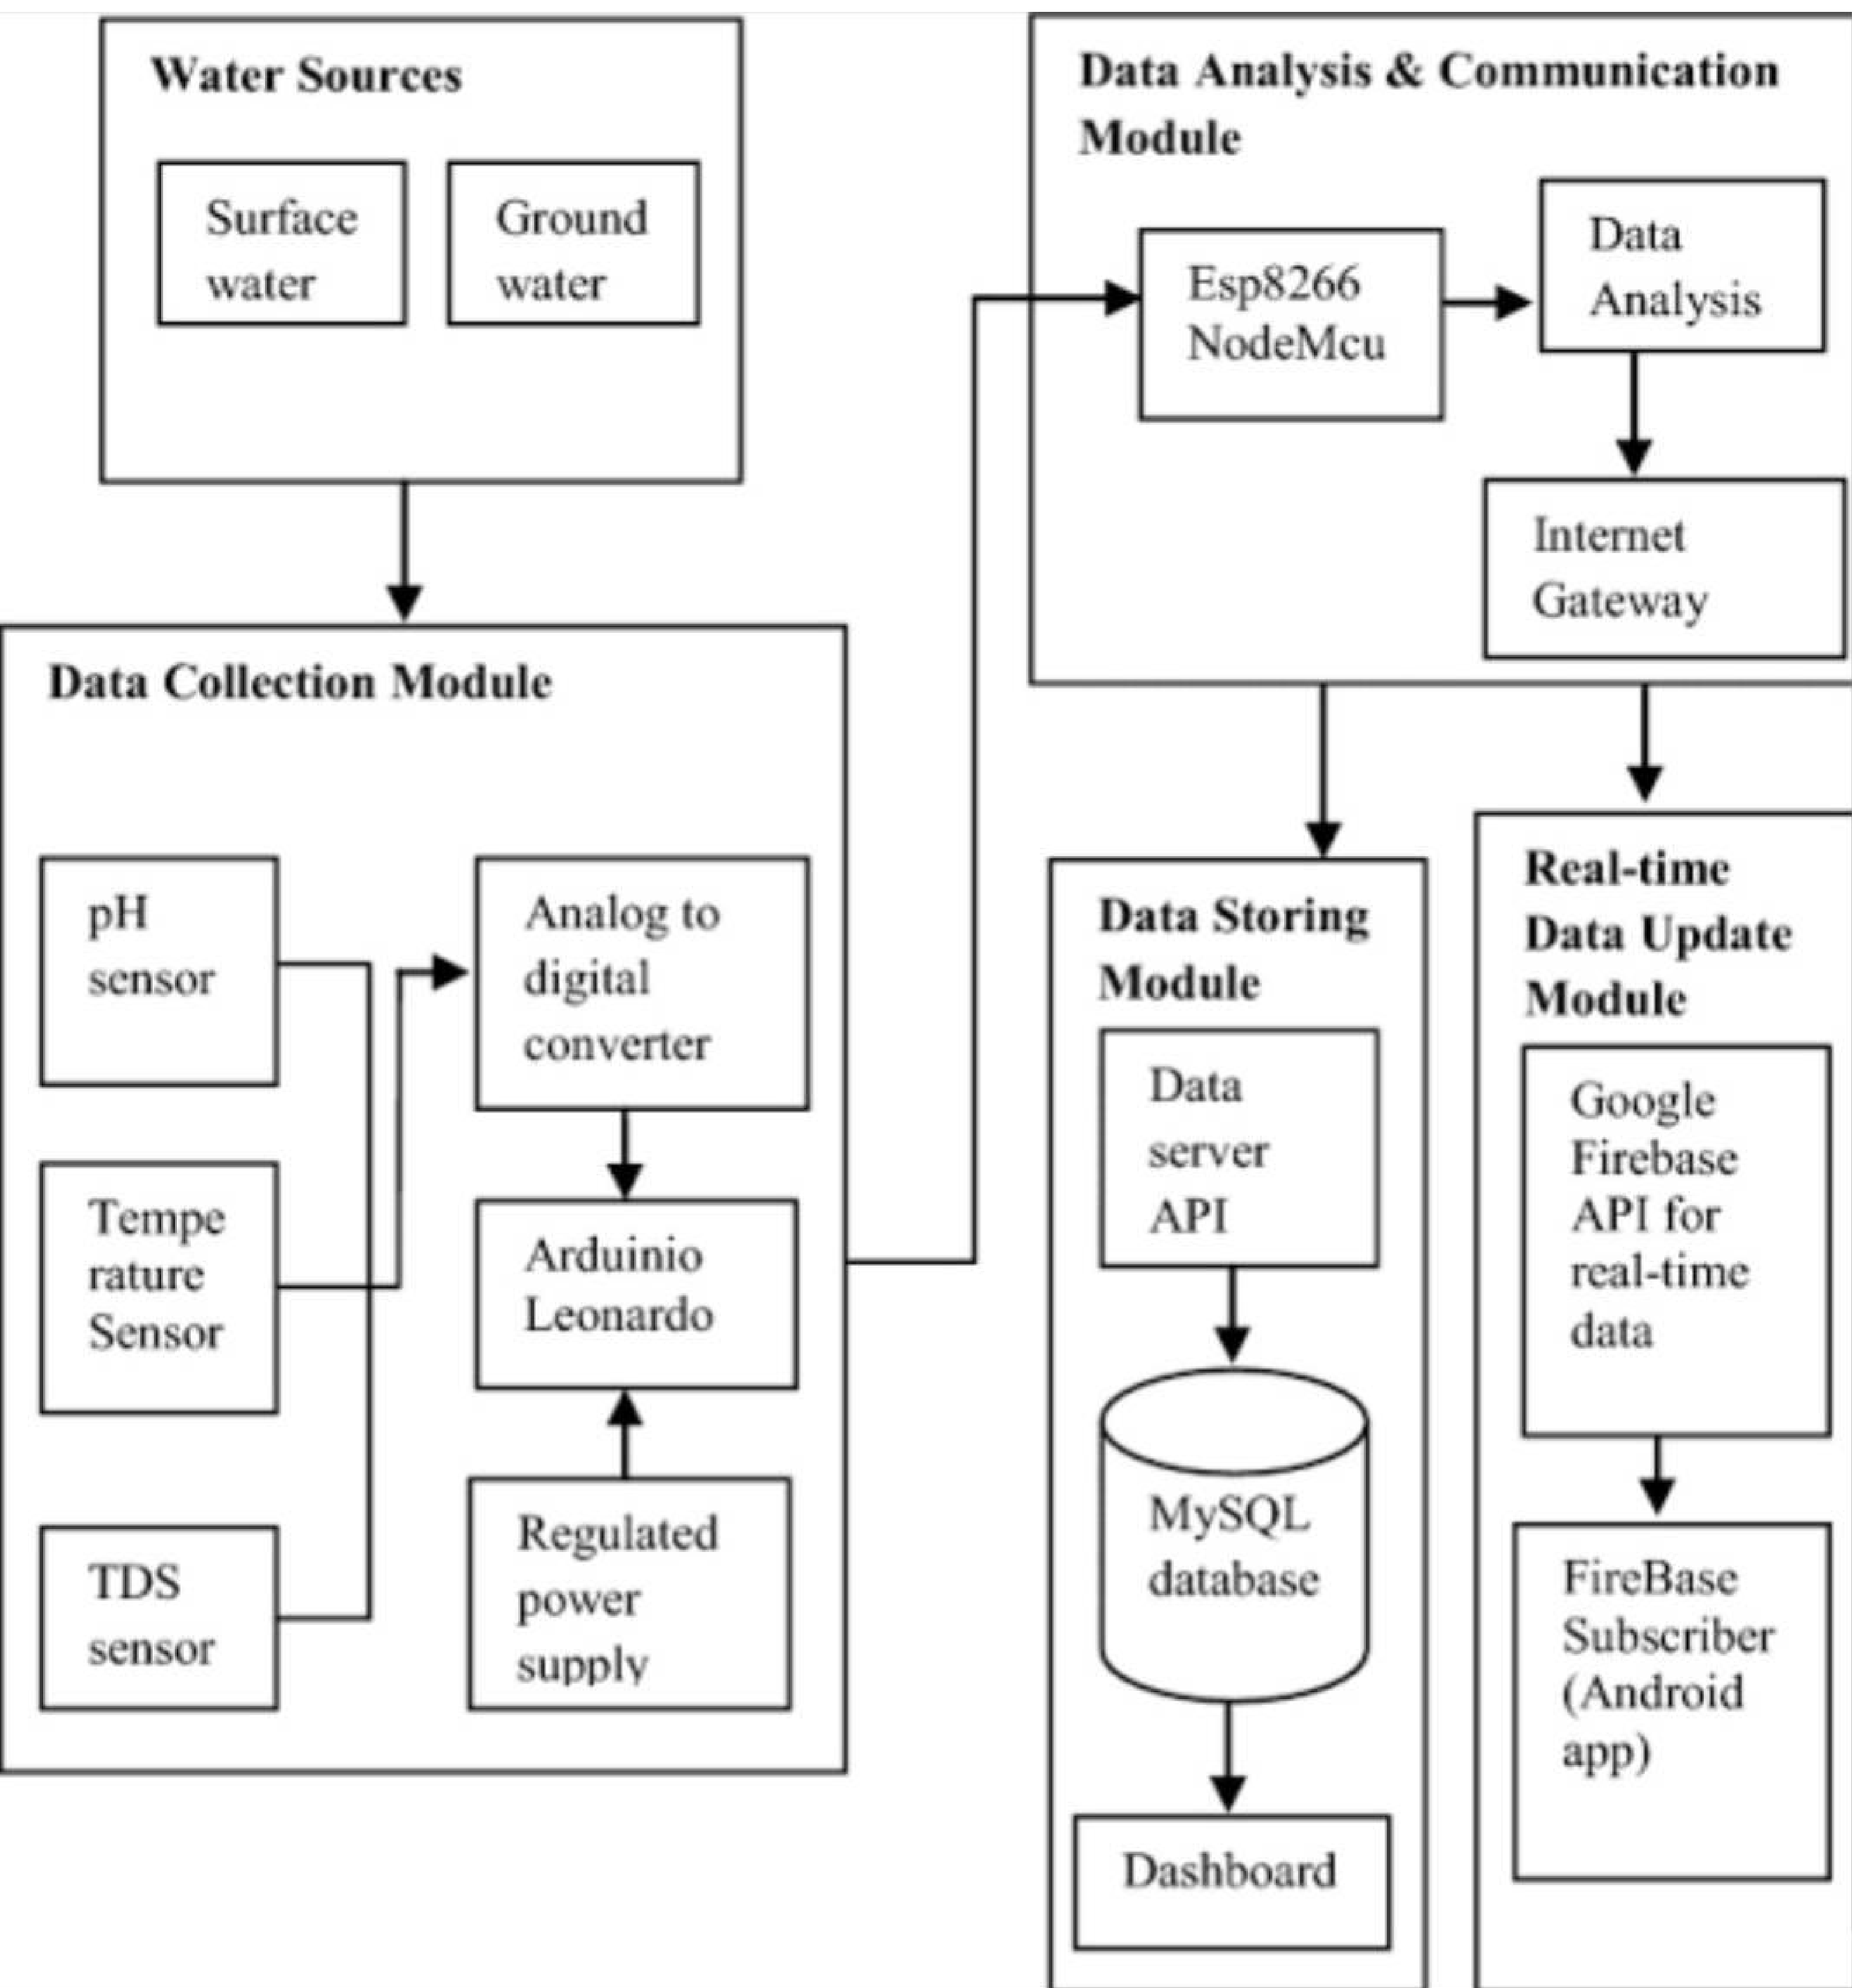 Water Sources
Surface
water
Ground
water
Data Collection Module
pH
sensor
Tempe
rature
Sensor
TDS
sensor
Analog to
digital
converter
Arduinio
Leonardo
Regulated
power
supply
Data Analysis & Communication
Module
Esp8266
NodeMcu
Data
Analysis
Internet
Gateway
Data Storing
Module
Data
server
API
MySQL
database
Dashboard
Real-time
Data Update
Module
Google
Firebase
API for
real-time
data
FireBase
Subscriber
(Android
app)